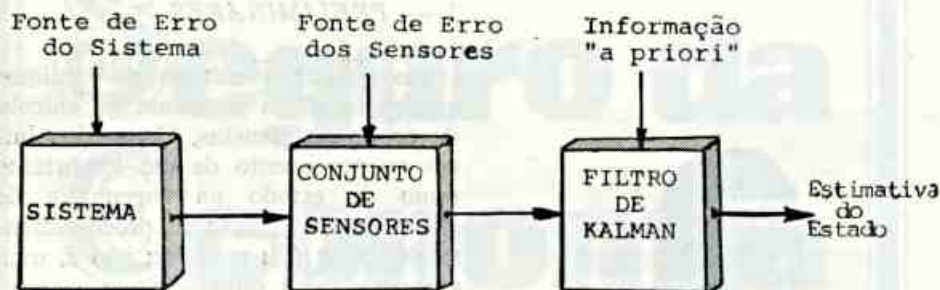 Fonte de Erro
do Sistema
Fonte de Erro
dos Sensores
Informação
"a priori"
SISTEMA
CONJUNTO
DE
SENSORES
FILTRO
DE
KALMAN
Estimativa
do
Estado